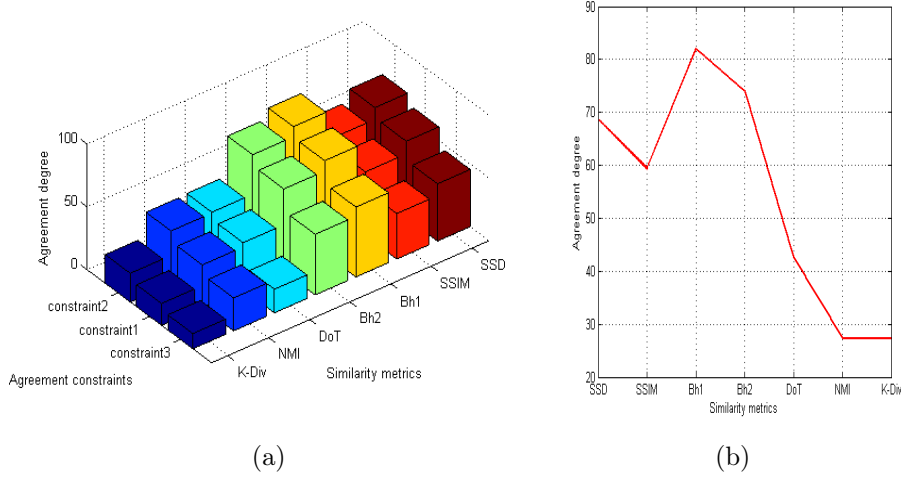 100
50
0
Agreement degree
constraint2
constraint1
constraint3
Agreement constraints
K-Div
NMI
DoT
Bh2
Bh1
SSIM
SSD
Similarity metrics
(a)
90
80
70
60
50
40
30
20
Agreement degree
SSD
SSIM
Bh1
Bh2
DoT
NMI
K-Div
Similarity metrics
(b)